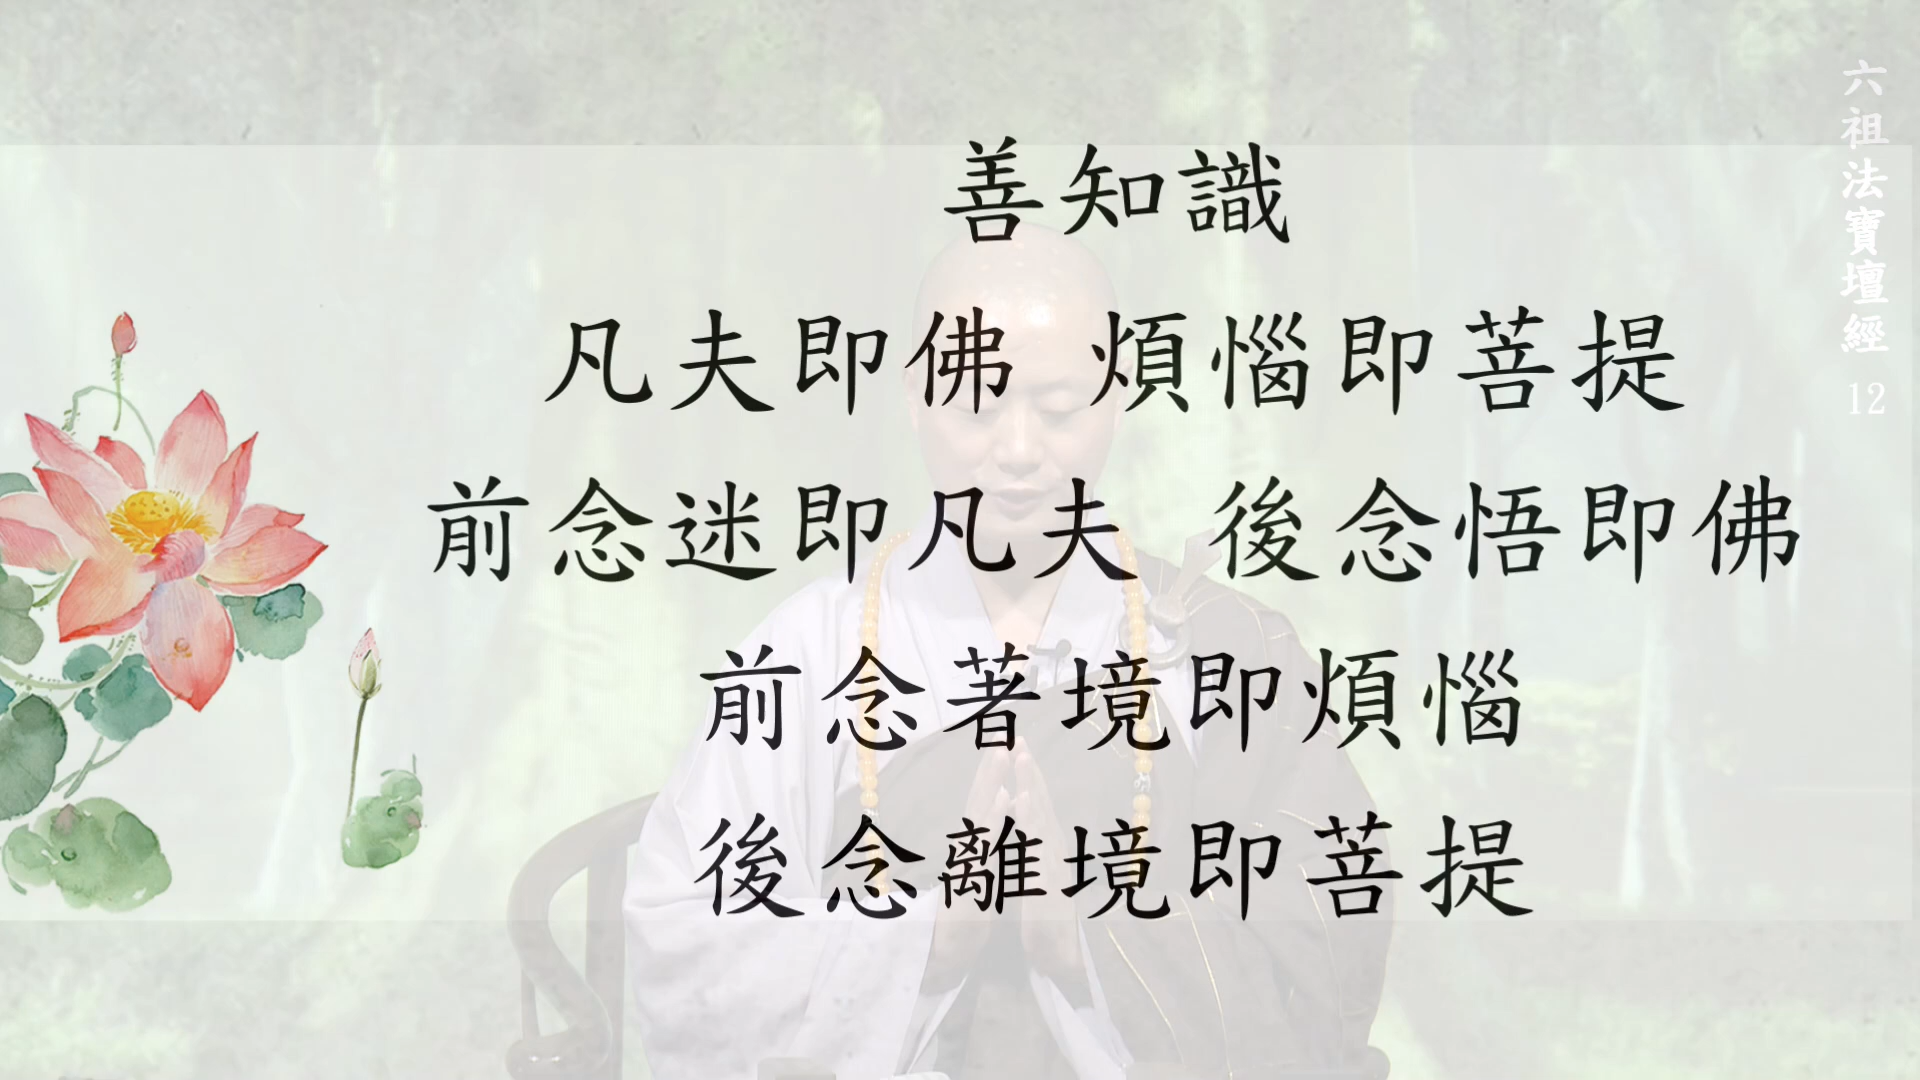 善知識
凡夫即佛 煩惱即菩提
前念迷即凡夫 後念悟即佛
前念著境即煩惱
後念離境即菩提
六祖法寶壇經 12